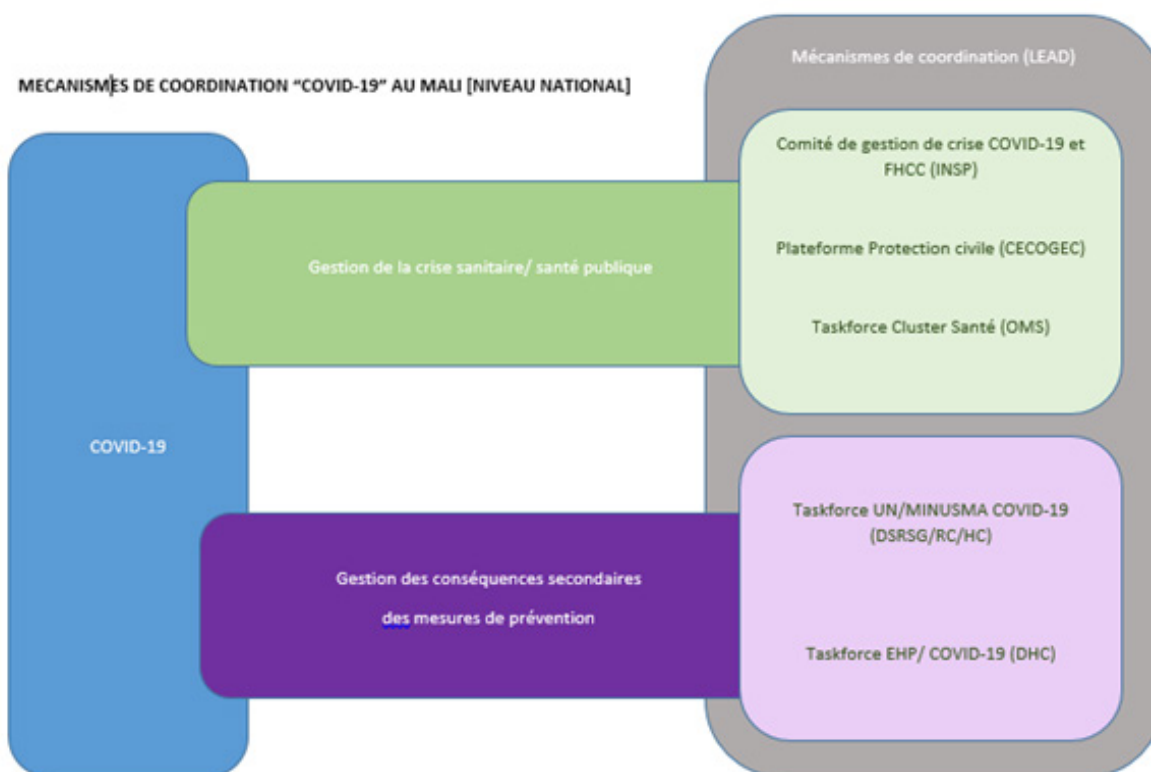 MECANISMES DE COORDINATION “COVID-19” AU MALI [NIVEAU NATIONAL]
Mécanismes de coordination (LEAD)
COVID-19
Gestion de la crise sanitaire/ santé publique
Comité de gestion de crise COVID-19 et
FHCC (INSP)
Plateforme Protection civile (CECOGEC)
Taskforce Cluster Santé (OMS)
Gestion des conséquences secondaires
des mesures de prévention
Taskforce UN/MINUSMA COVID-19
(DSRSG/RC/HC)
Taskforce EHP/ COVID-19 (DHC)